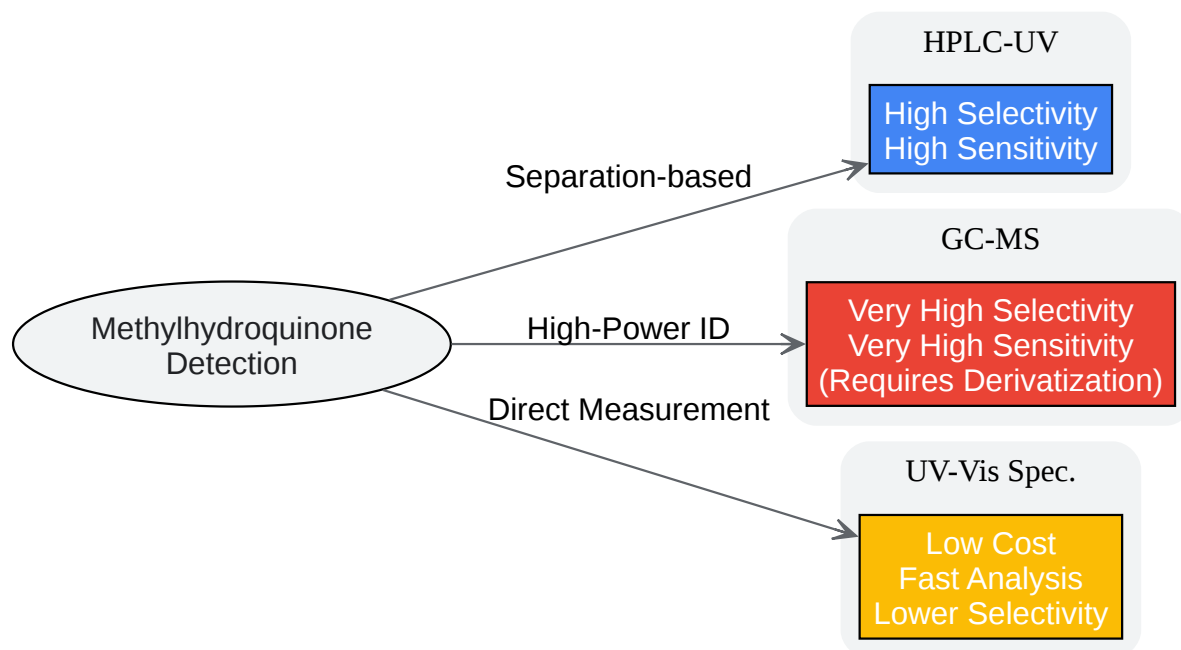 HPLC-UV
High Selectivity
High Sensitivity
Separation-based
GC-MS
Very High Selectivity
Very High Sensitivity
(Requires Derivatization)
Methylhydroquinone
Detection
High-Power ID
Direct Measurement
UV-Vis Spec.
Low Cost
Fast Analysis
Lower Selectivity